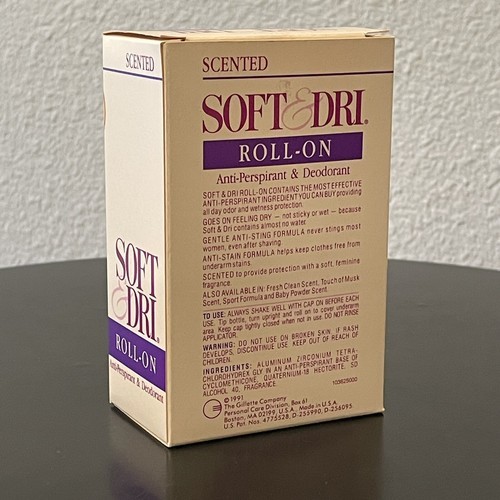 SCENTED
SOFT
&
DRI®
ROLL-ON
Anti-Perspirant & Deodorant
SCENTED
SOFT & DRI®
ROLL-ON
Anti-Perspirant & Deodorant
SOFT & DRI ROLL-ON CONTAINS THE MOST EFFECTIVE
ANTI-PERSPIRANT INGREDIENT YOU CAN BUY providing
all day odor and wetness protection.
GOES ON FEELING DRY — not sticky or wet — because
Soft & Dri contains almost no water.
GENTLE ANTI-STING FORMULA never stings most
women, even after shaving.
ANTI-STAIN FORMULA helps keep clothes free from
underarm stains.
SCENTED to provide protection with a soft, feminine
fragrance.
ALSO AVAILABLE IN: Fresh Clean Scent, Touch of Musk
Scent, Sport Formula and Baby Powder Scent.
TO USE: ALWAYS SHAKE WELL WITH CAP ON BEFORE EACH
USE. Tip bottle, turn upright and roll on to cover underarm
area. Keep cap tightly closed when not in use. DO NOT RINSE
APPLICATOR.
WARNING: DO NOT USE ON BROKEN SKIN. IF RASH
DEVELOPS, DISCONTINUE USE. KEEP OUT OF REACH OF
CHILDREN.
INGREDIENTS: ALUMINUM ZIRCONIUM TETRA-
CHLOROHYDREX GLY IN AN ANTI-PERSPIRANT BASE OF
CYCLOMETHICONE, QUATERNIUM-18 HECTORITE, SD
ALCOHOL 40, FRAGRANCE.
103625000
© 1991
The Gillette Company
Personal Care Division, Box 61
Boston, MA 02199, U.S.A., Made in U.S.A.
U.S. Pat. Nos. 4775528, D-255990, D-256095